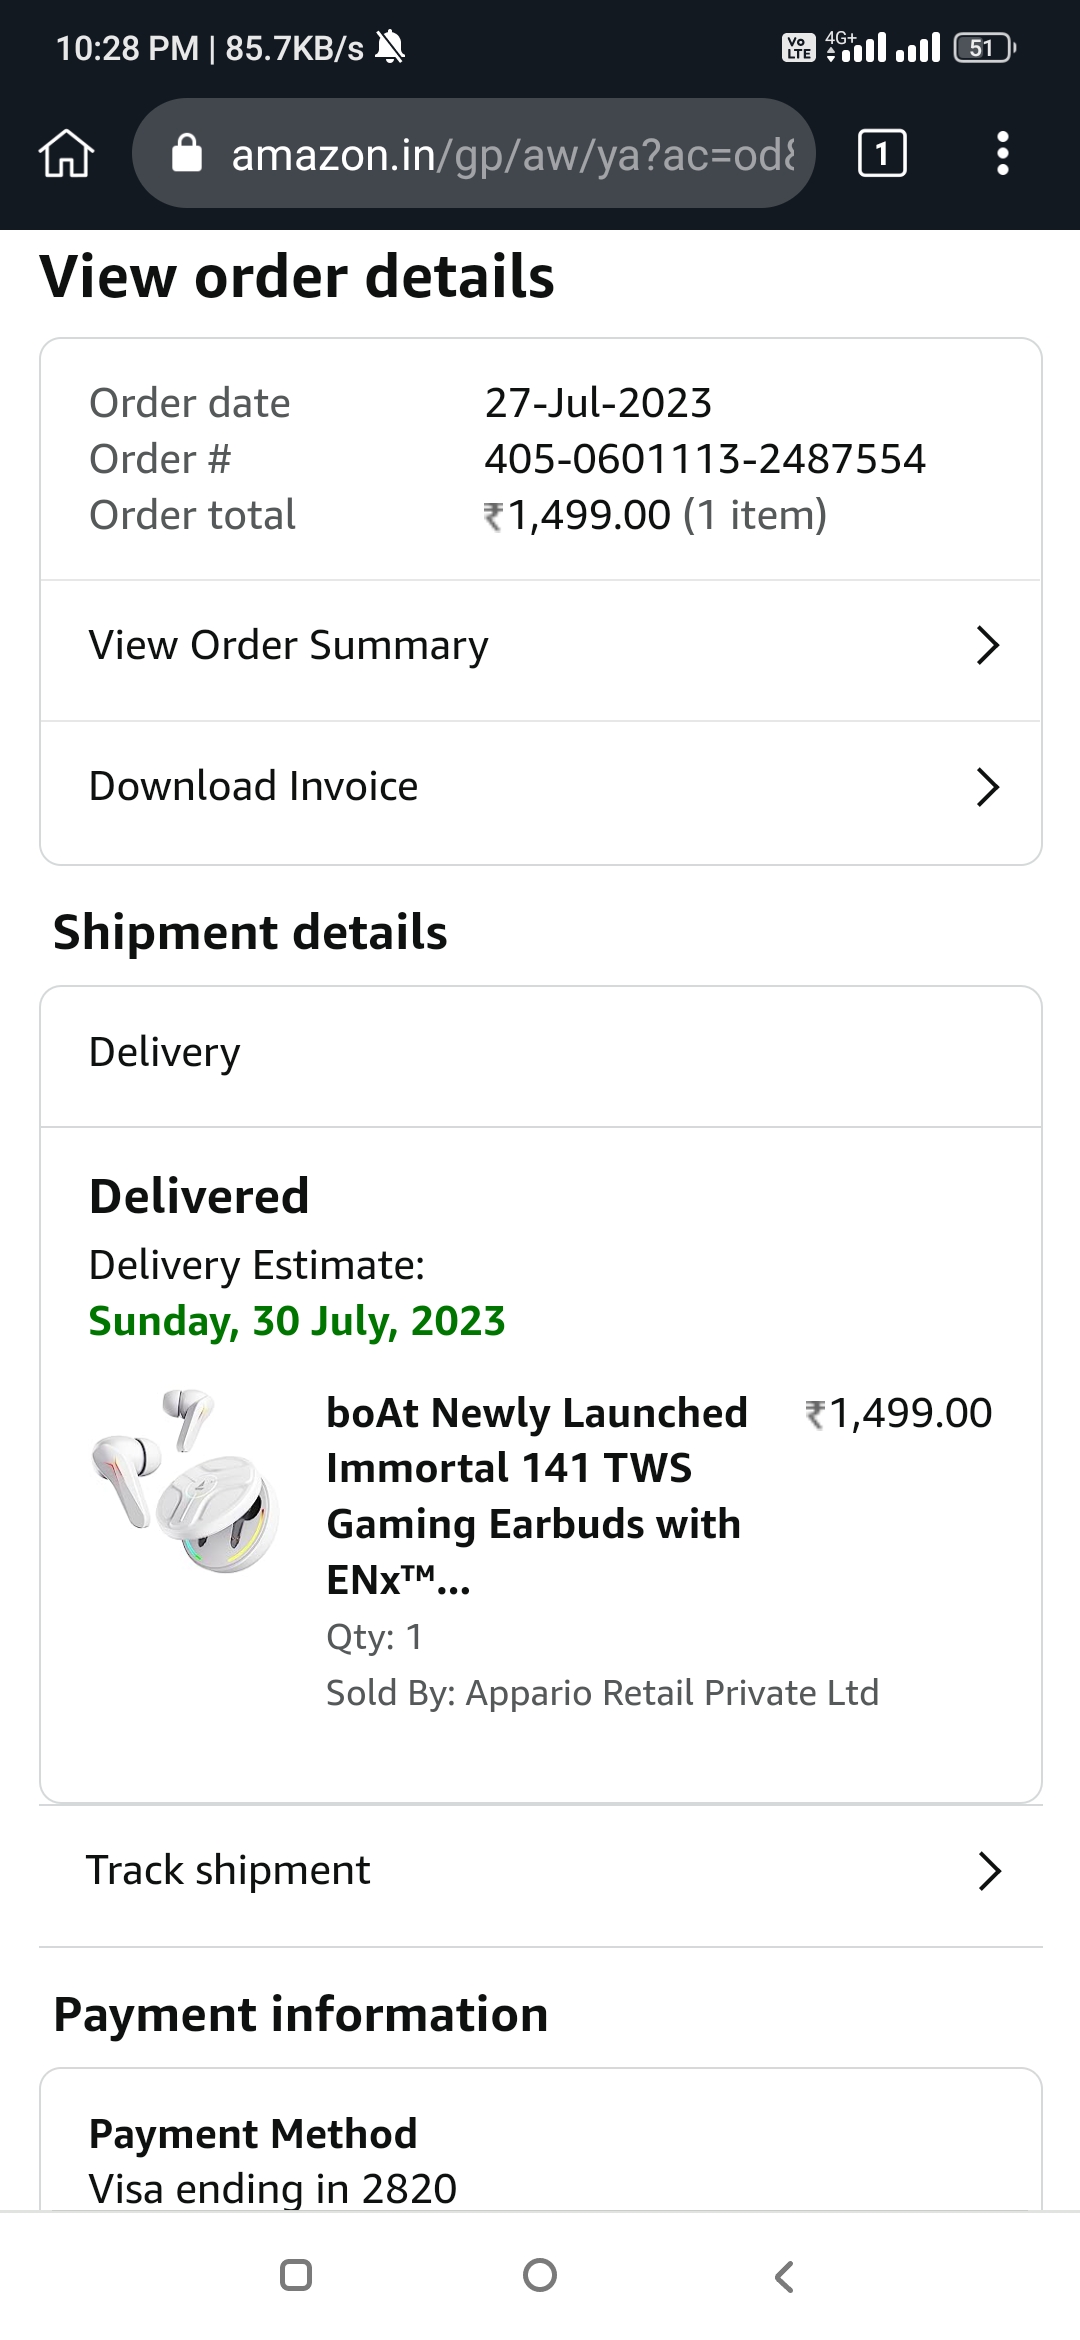 10:28 PM | 85.7KB/s
Vo LTE 4G+ 51
amazon.in/gp/aw/ya?ac=od
1
View order details
Order date 27-Jul-2023
Order # 405-0601113-2487554
Order total ₹1,499.00 (1 item)
View Order Summary
Download Invoice
Shipment details
Delivery
Delivered
Delivery Estimate:
Sunday, 30 July, 2023
boAt Newly Launched ₹1,499.00
Immortal 141 TWS
Gaming Earbuds with
ENx™...
Qty: 1
Sold By: Appario Retail Private Ltd
Track shipment
Payment information
Payment Method
Visa ending in 2820